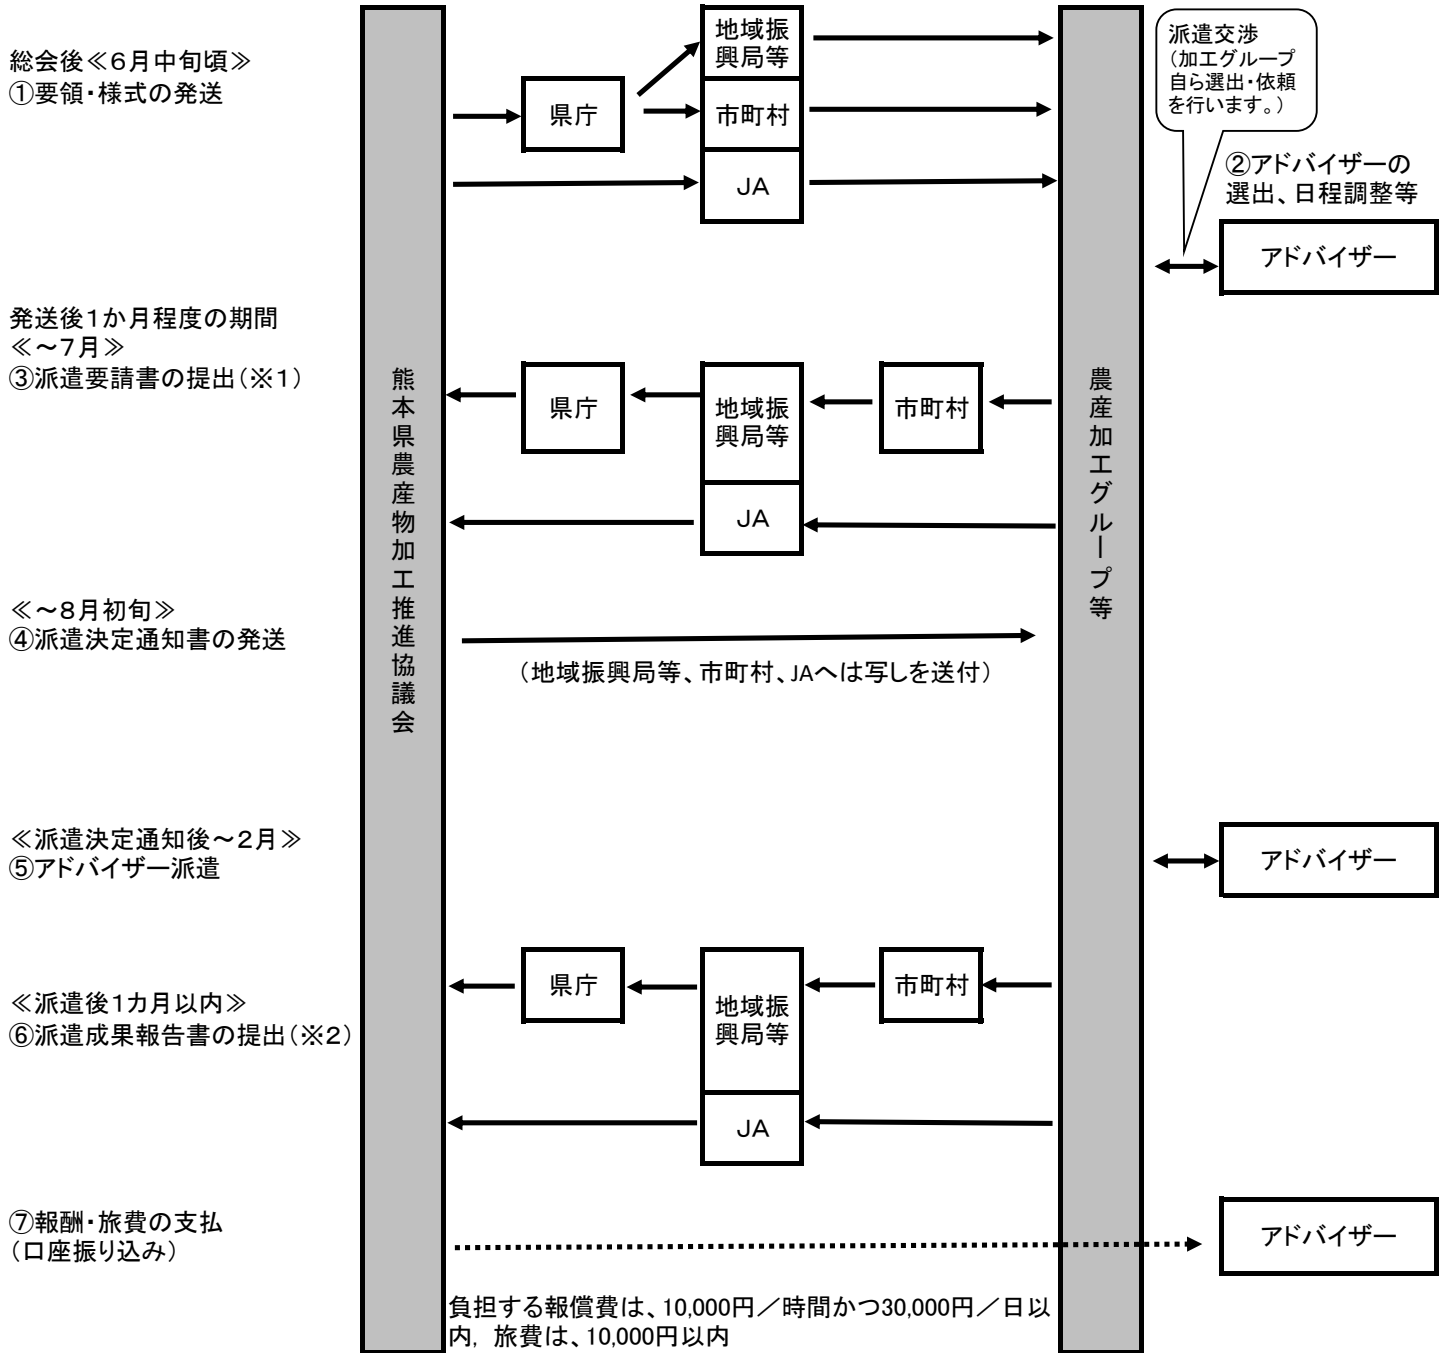 総会後≪6月中旬頃≫
①要領・様式の発送
県庁
地域振
興局等
市町村
JA
派遣交渉
(加工グループ
自ら選出・依頼
を行います。)
②アドバイザーの
選出、日程調整等
アドバイザー
発送後1か月程度の期間
≪～7月≫
③派遣要請書の提出(※1)
熊本県農産物加工推進協議会
県庁
地域振
興局等
市町村
JA
農産加工グループ等
≪～8月初旬≫
④派遣決定通知書の発送
(地域振興局等、市町村、JAへは写しを送付)
≪派遣決定通知後～2月≫
⑤アドバイザー派遣
アドバイザー
≪派遣後1カ月以内≫
⑥派遣成果報告書の提出(※2)
県庁
地域振
興局等
市町村
JA
⑦報酬・旅費の支払
(口座振り込み)
アドバイザー
負担する報償費は、10,000円／時間かつ30,000円／日以
内, 旅費は、10,000円以内